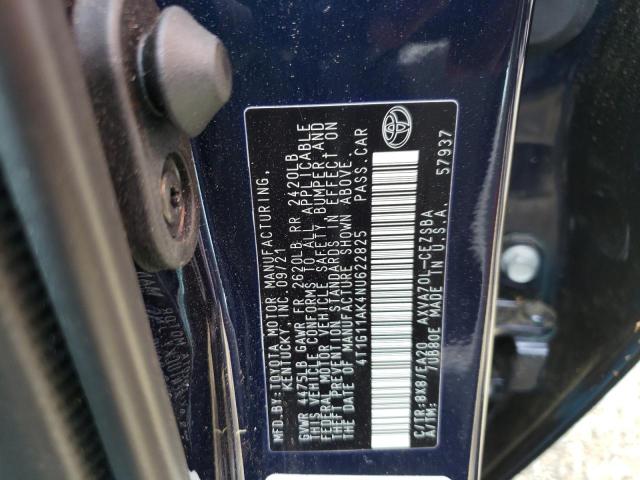 MFD. BY: TOYOTA MOTOR MANUFACTURING,
KENTUCKY, INC. 09/21
GVWR 4475LB GAWR FR 2620LB RR 2420LB
THIS VEHICLE CONFORMS TO ALL APPLICABLE
FEDERAL MOTOR VEHICLE SAFETY, BUMPER, AND
THEFT PREVENTION STANDARDS IN EFFECT ON
THE DATE OF MANUFACTURE SHOWN ABOVE.
4T1G11AK4NU622825 PASS. CAR
C/TR: 8X8/EA20 AXVA70L-CEZSBA
A/TM: /UB80E MADE IN U.S.A.
57937